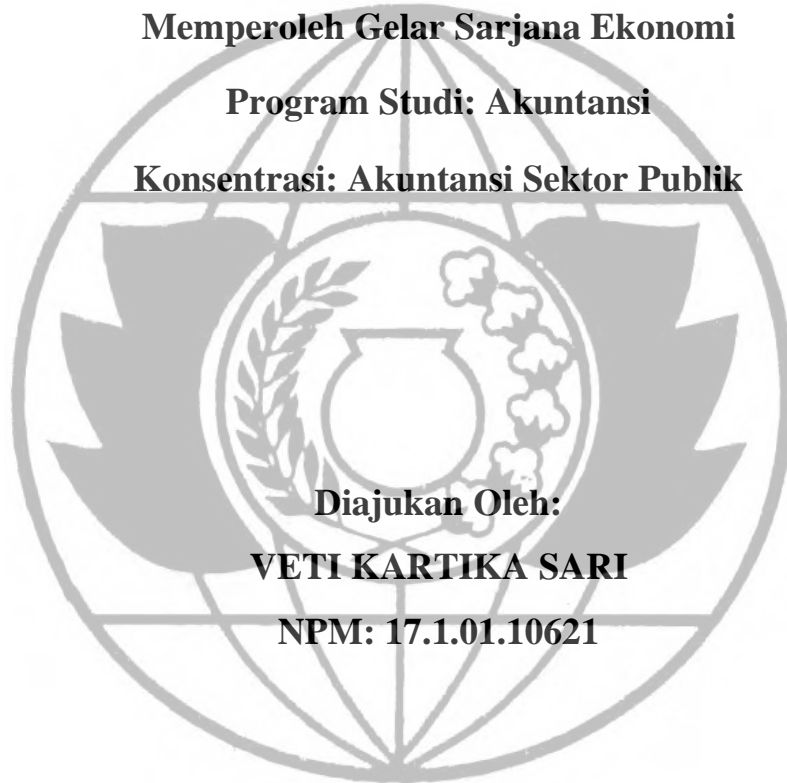 Memperoleh Gelar Sarjana Ekonomi
Program Studi: Akuntansi
Konsentrasi: Akuntansi Sektor Publik
Diajukan Oleh:
VETI KARTIKA SARI
NPM: 17.1.01.10621